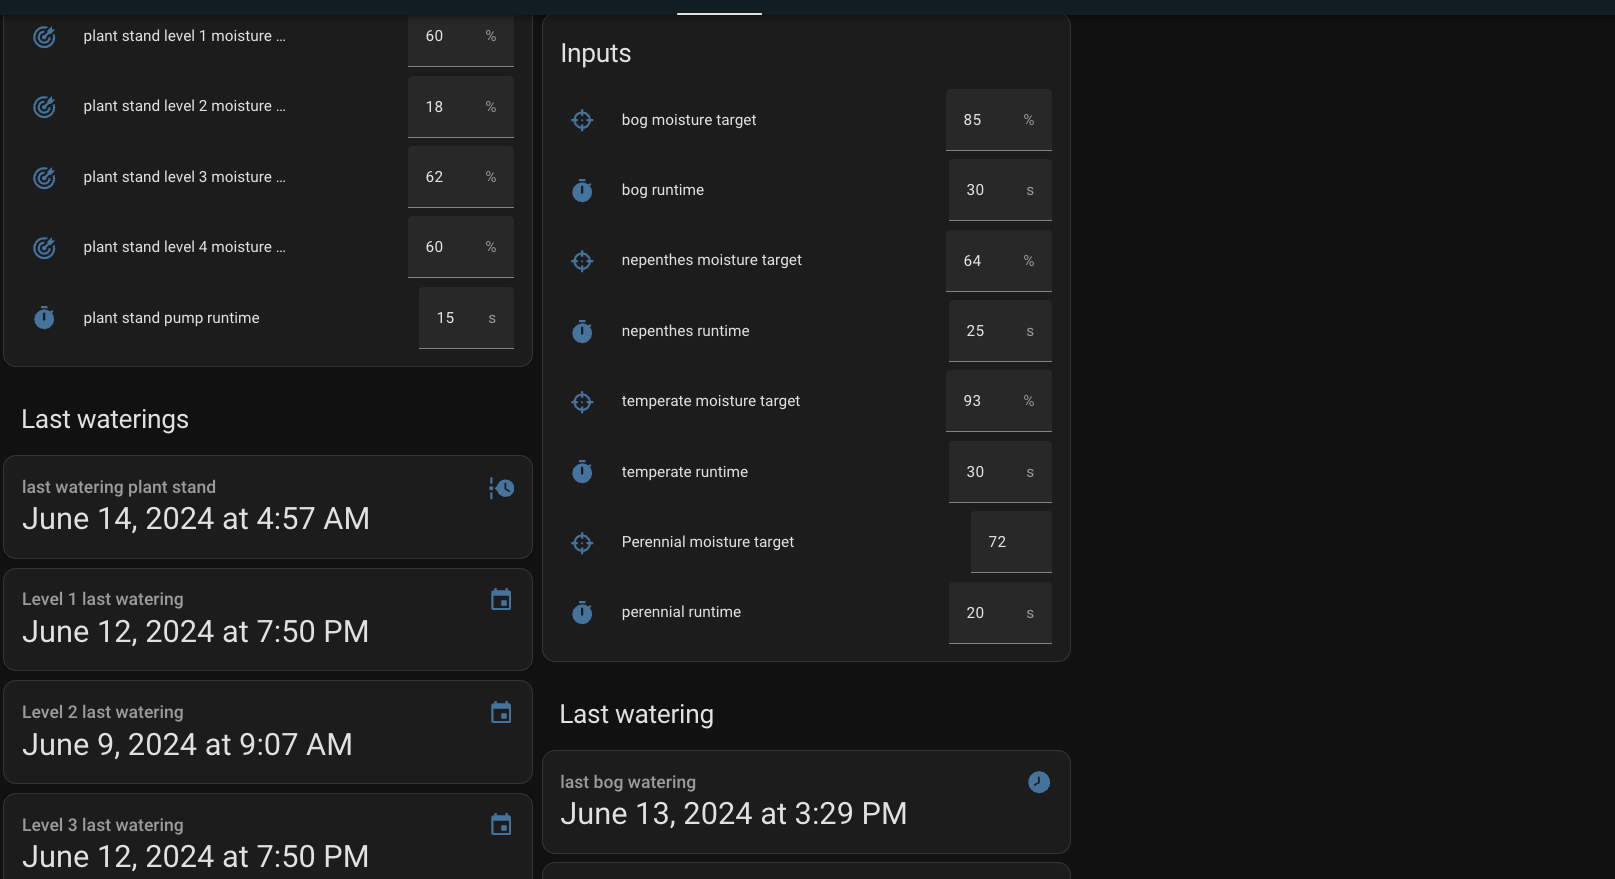 plant stand level 1 moisture ... 60 %
plant stand level 2 moisture ... 18 %
plant stand level 3 moisture ... 62 %
plant stand level 4 moisture ... 60 %
plant stand pump runtime 15 s
Last waterings
last watering plant stand
June 14, 2024 at 4:57 AM
Level 1 last watering
June 12, 2024 at 7:50 PM
Level 2 last watering
June 9, 2024 at 9:07 AM
Level 3 last watering
June 12, 2024 at 7:50 PM
Inputs
bog moisture target 85 %
bog runtime 30 s
nepenthes moisture target 64 %
nepenthes runtime 25 s
temperate moisture target 93 %
temperate runtime 30 s
Perennial moisture target 72
perennial runtime 20 s
Last watering
last bog watering
June 13, 2024 at 3:29 PM